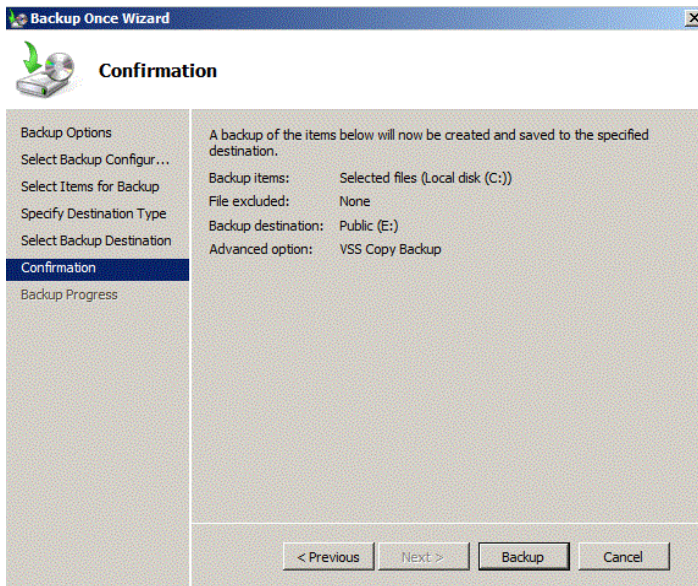 Backup Once Wizard
Confirmation
Backup Options
Select Backup Configur...
Select Items for Backup
Specify Destination Type
Select Backup Destination
Confirmation
Backup Progress
A backup of the items below will now be created and saved to the specified
destination.
Backup items: Selected files (Local disk (C:))
File excluded: None
Backup destination: Public (E:)
Advanced option: VSS Copy Backup
< Previous Next > Backup Cancel